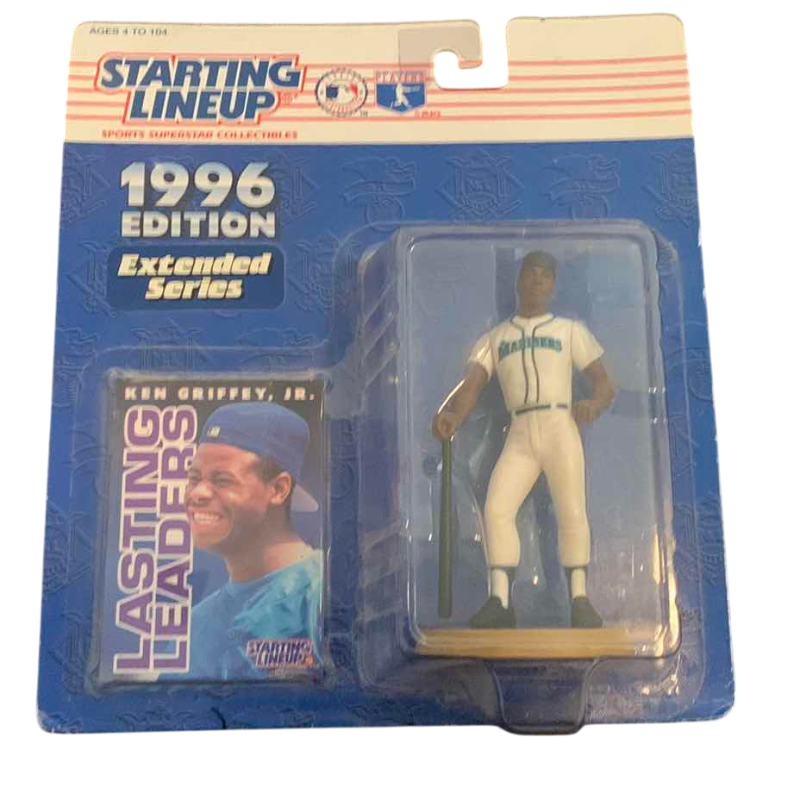 AGES 4 TO 104
STARTING
LINEUP
SPORTS SUPERSTAR COLLECTIBLES
PLAYERS
1996
EDITION
Extended
Series
KEN GRIFFEY, JR.
LASTING
LEADERS
STARTING
LINEUP
MARINERS